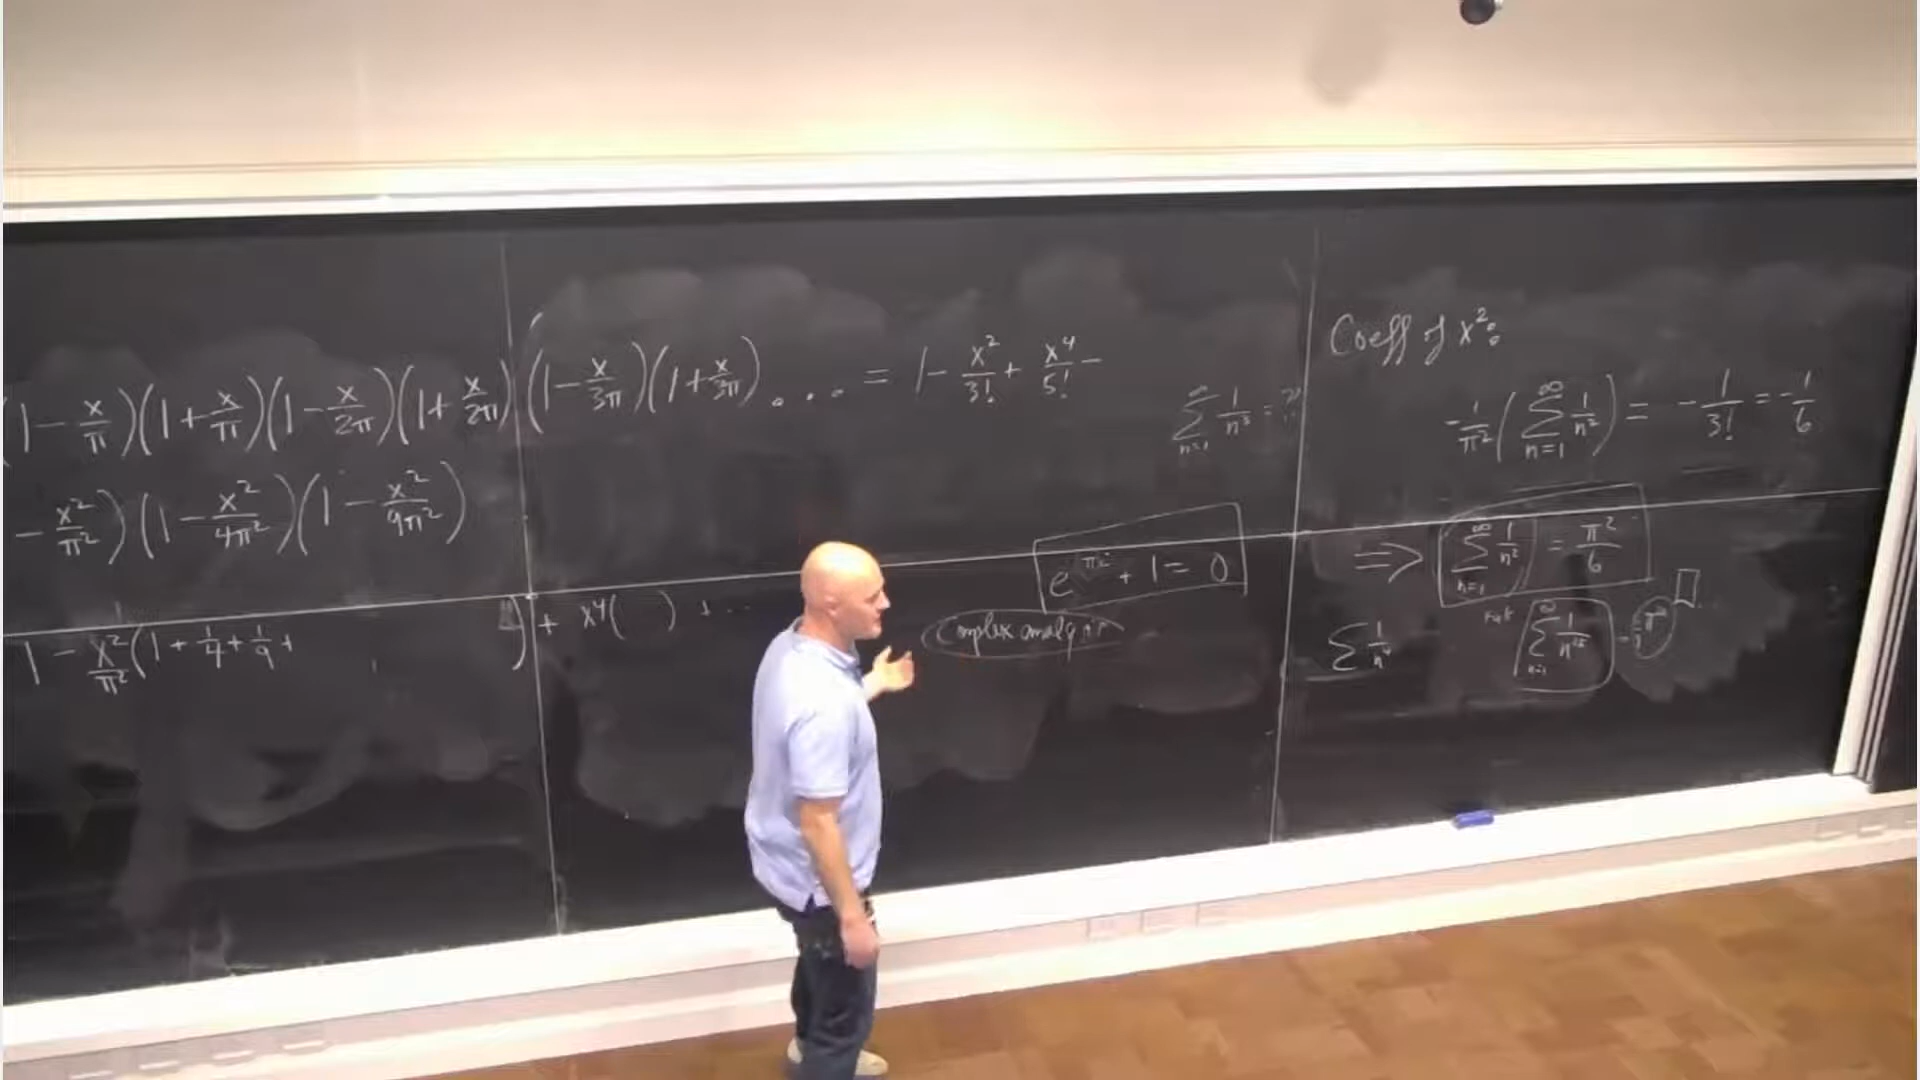 (1 - x/π)(1 + x/π)(1 - x/2π)(1 + x/2π)(1 - x/3π)(1 + x/3π) .... = 1 - x²/3! + x⁴/5! -
- x²/π²)(1 - x²/4π²)(1 - x²/9π²)
1 - x²/π²(1 + 1/4 + 1/9 + ) + x⁴( ) + ...
∑_{n=1}^∞ 1/n³ = ?
e^{πi} + 1 = 0
Complex analysis
Coeff of x²:
-1/π²(∑_{n=1}^∞ 1/n²) = -1/3! = -1/6
⇒ ∑_{n=1}^∞ 1/n² = π²/6 □
∑ 1/n⁴
∑_{n=1}^∞